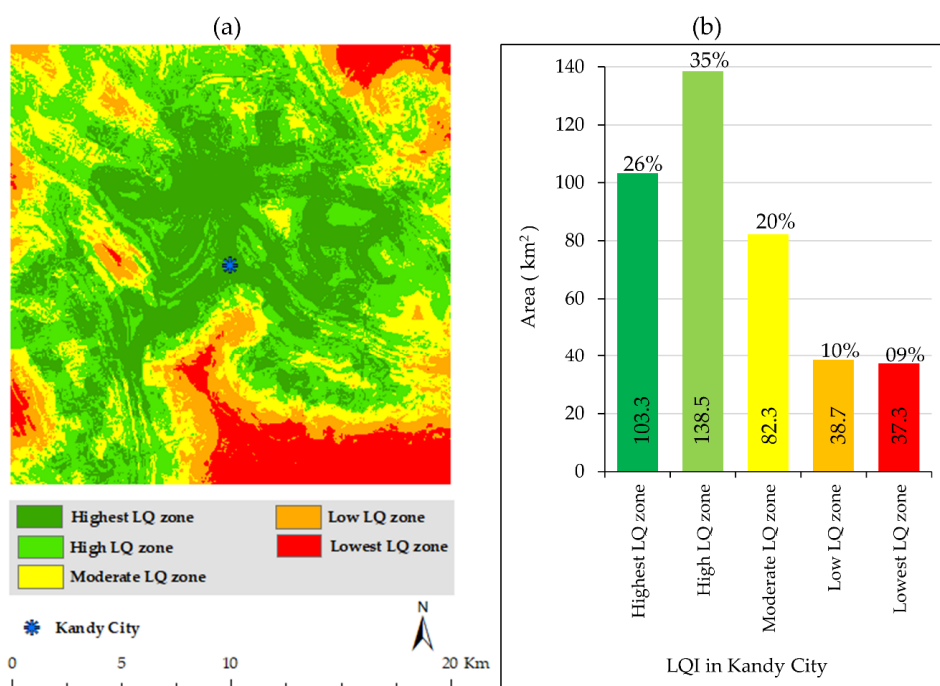 (a)
Highest LQ zone
Low LQ zone
High LQ zone
Lowest LQ zone
Moderate LQ zone
Kandy City
N
0 5 10 20 Km
(b)
Area ( km²)
140
120
100
80
60
40
20
0
26%
35%
20%
10%
09%
103.3
138.5
82.3
38.7
37.3
Highest LQ zone
High LQ zone
Moderate LQ zone
Low LQ zone
Lowest LQ zone
LQI in Kandy City